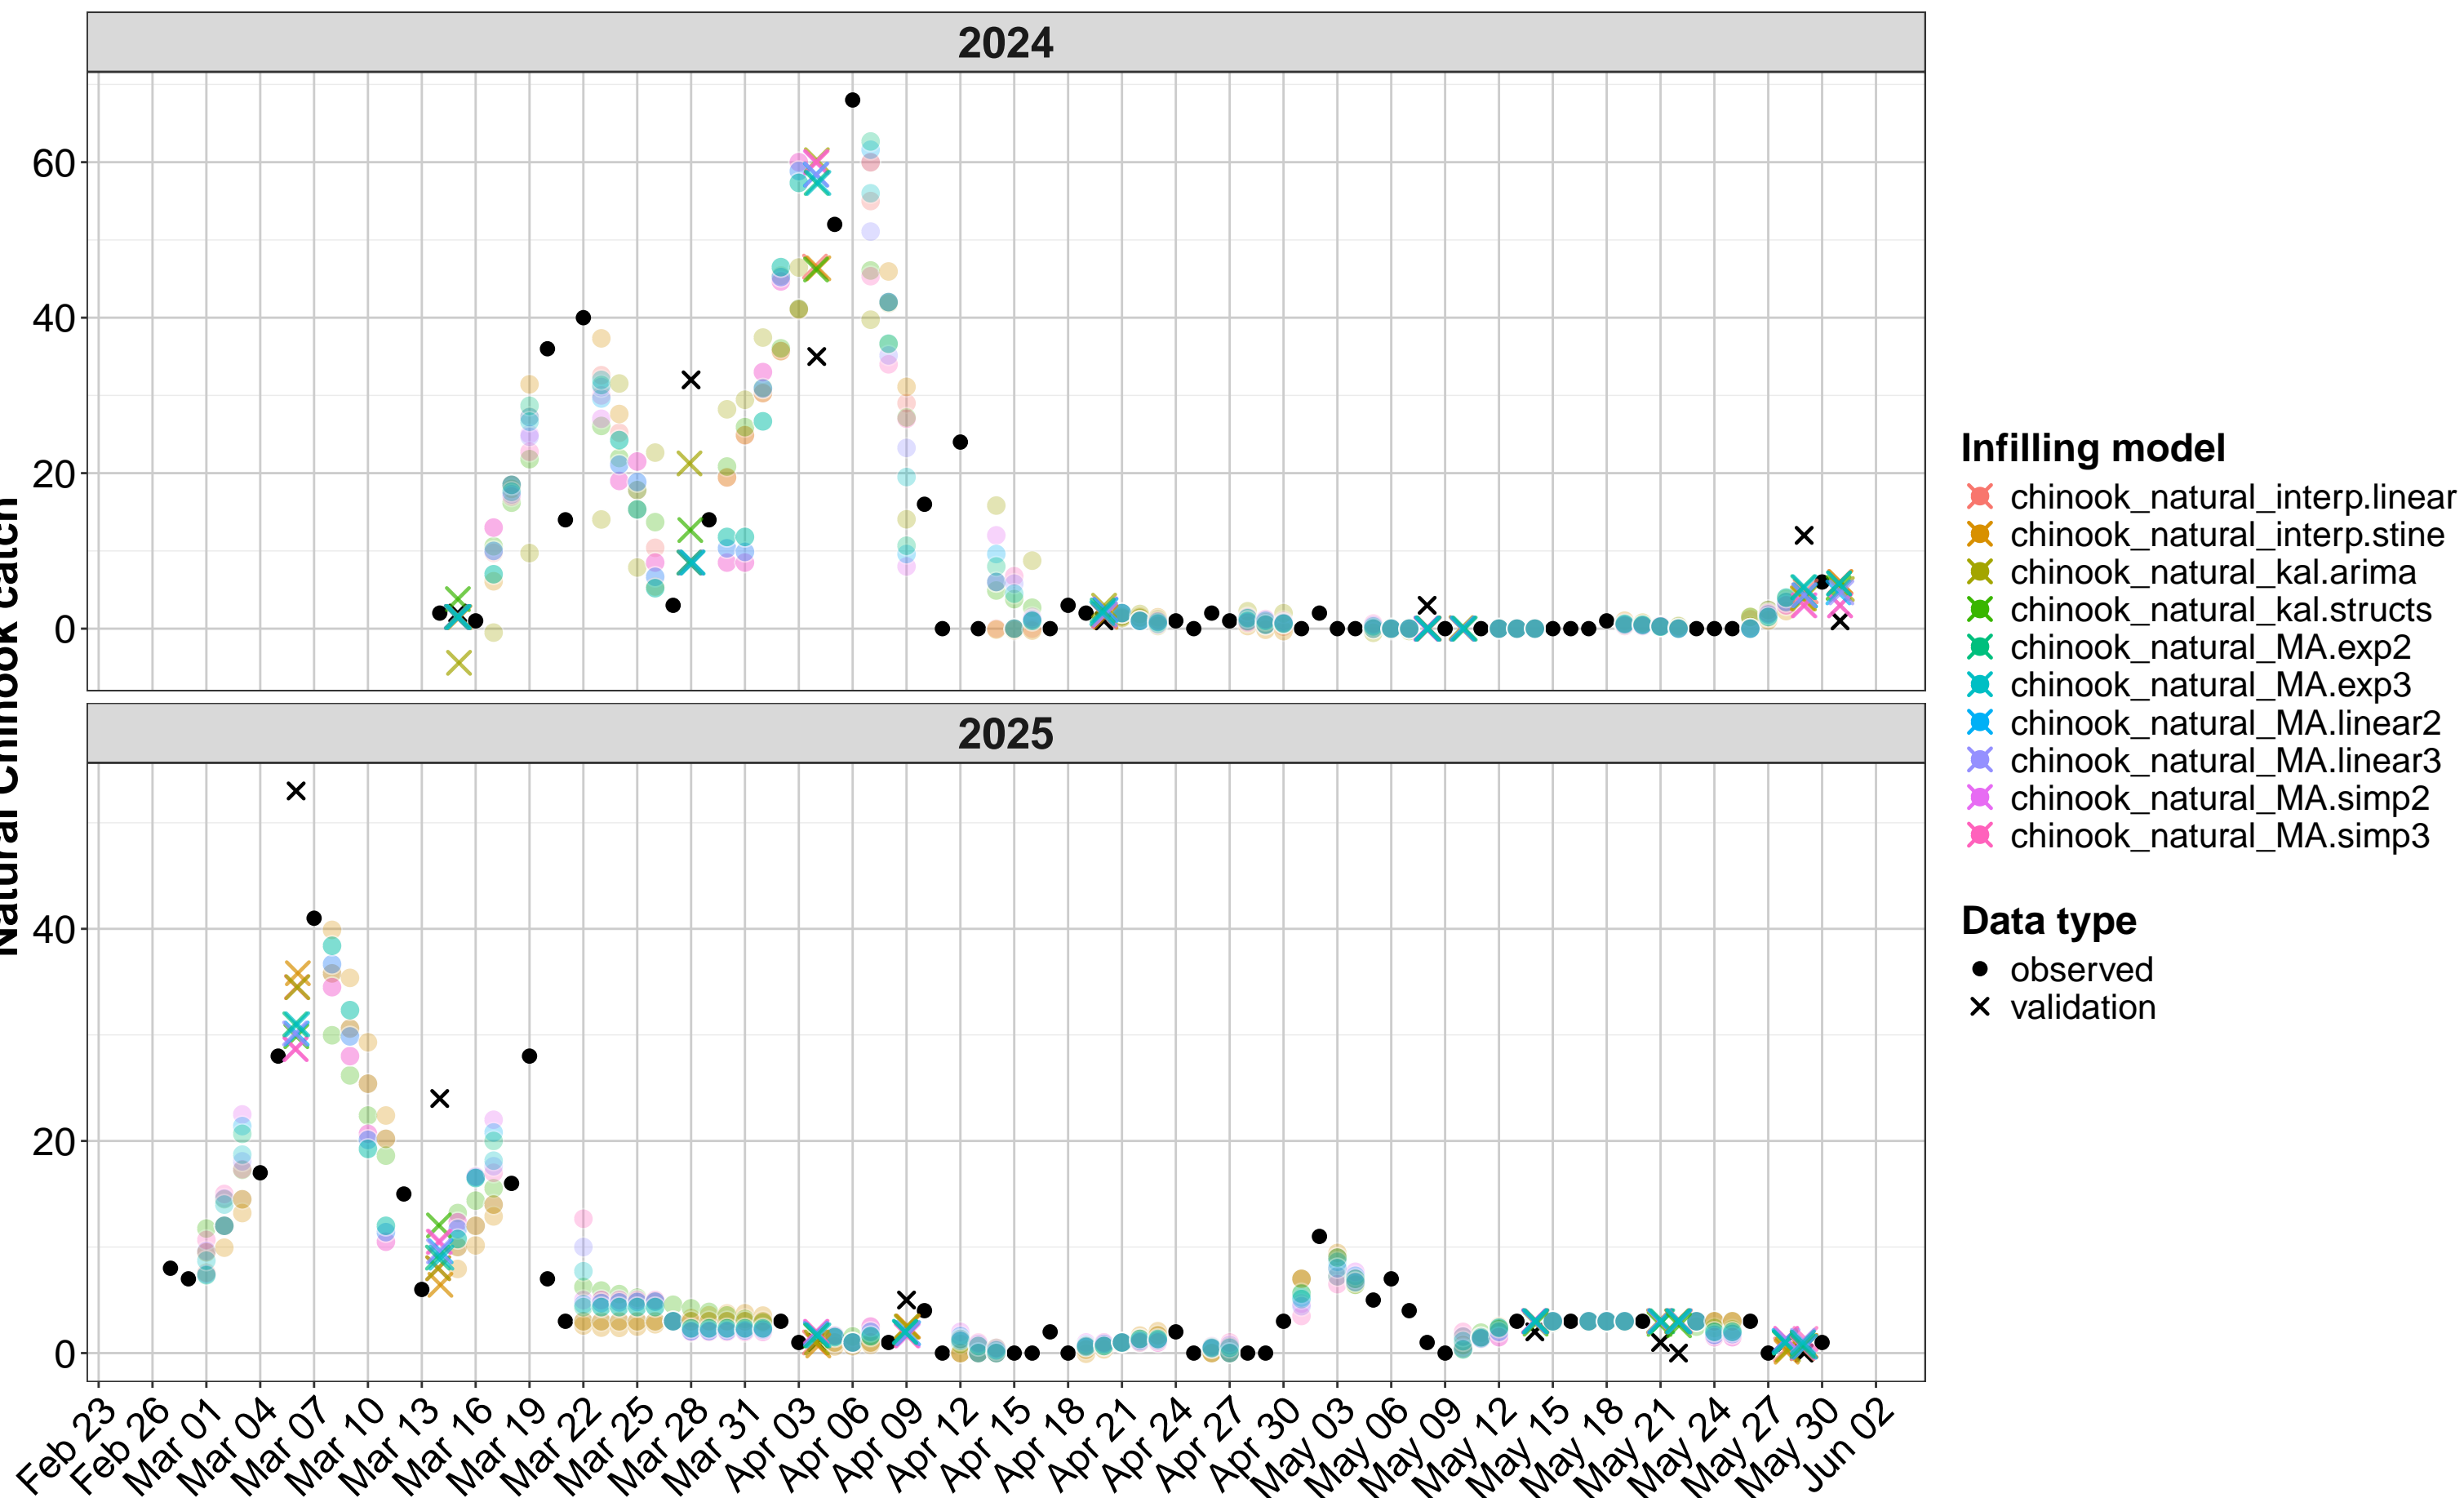 2024
60
40
20
0
2025
40
20
0
Natural Chinook catch
Feb 23
Feb 26
Mar 01
Mar 04
Mar 07
Mar 10
Mar 13
Mar 16
Mar 19
Mar 22
Mar 25
Mar 28
Mar 31
Apr 03
Apr 06
Apr 09
Apr 12
Apr 15
Apr 18
Apr 21
Apr 24
Apr 27
Apr 30
May 03
May 06
May 09
May 12
May 15
May 18
May 21
May 24
May 27
May 30
Jun 02
Infilling model
chinook_natural_interp.linear
chinook_natural_interp.stine
chinook_natural_kal.arima
chinook_natural_kal.structs
chinook_natural_MA.exp2
chinook_natural_MA.exp3
chinook_natural_MA.linear2
chinook_natural_MA.linear3
chinook_natural_MA.simp2
chinook_natural_MA.simp3
Data type
observed
validation